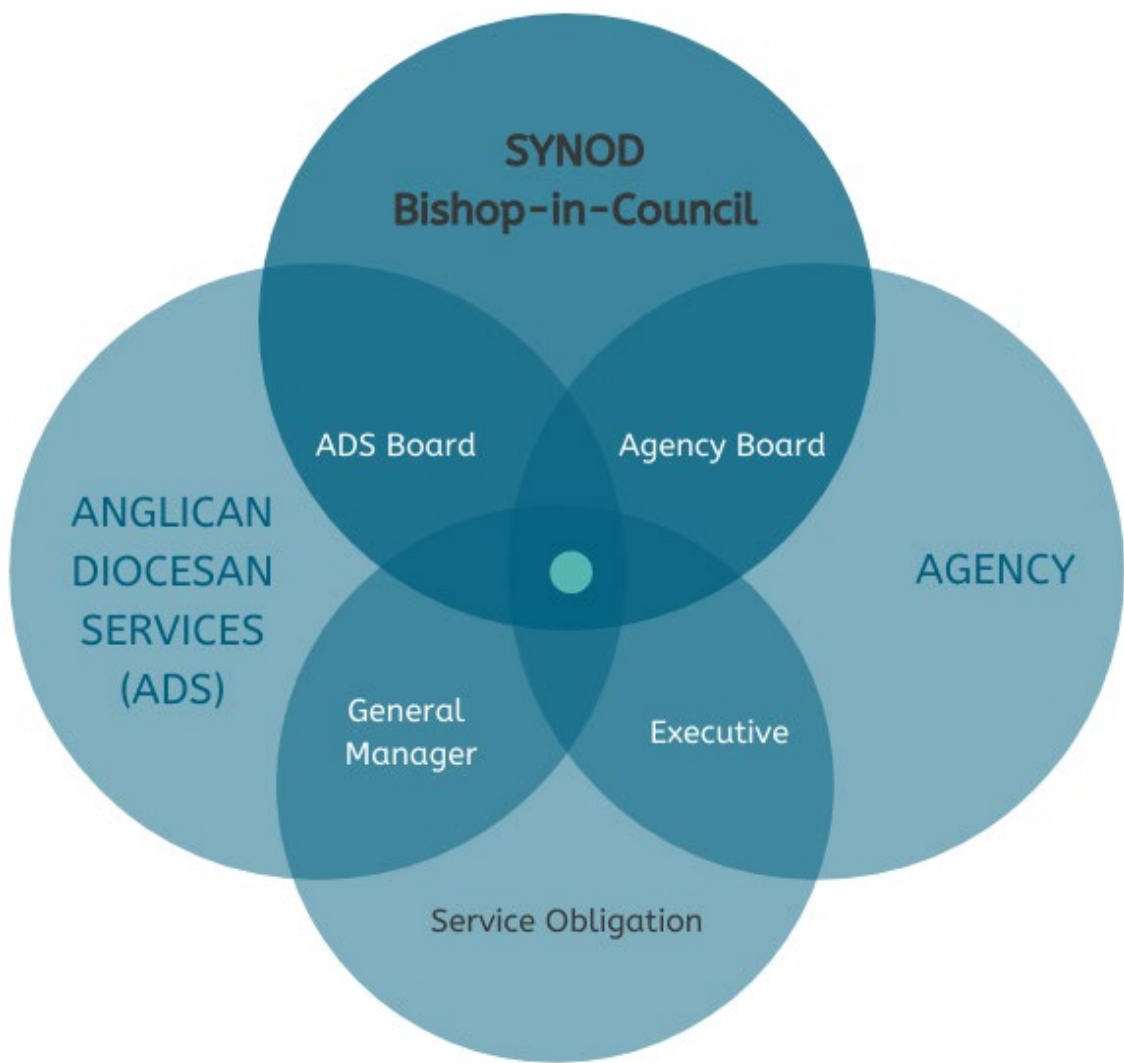 SYNOD
Bishop-in-Council
ADS Board
Agency Board
ANGLICAN
DIOCESAN
SERVICES
(ADS)
AGENCY
General
Manager
Executive
Service Obligation